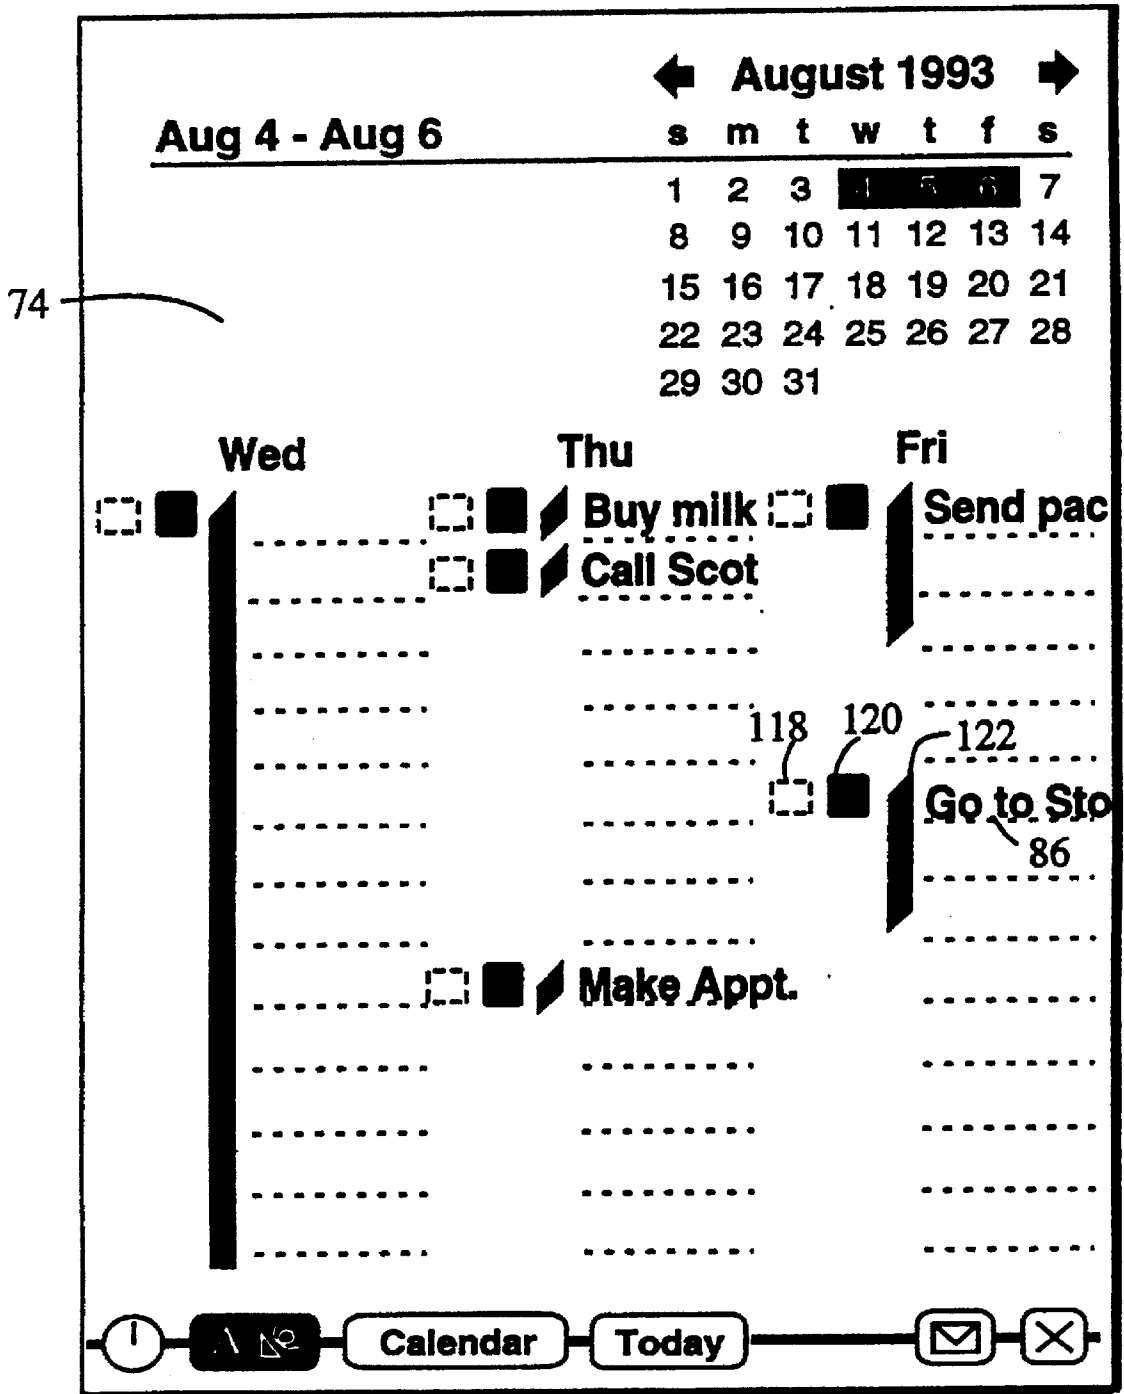 August 1993
Aug 4 - Aug 6
s m t w t f s
1 2 3 4 5 6 7
8 9 10 11 12 13 14
15 16 17 18 19 20 21
74
22 23 24 25 26 27 28
29 30 31
Wed Thu Fri
Buy milk Send pac
Call Scot
118 120 122
Go to Sto
86
Make Appt.
A Calendar Today